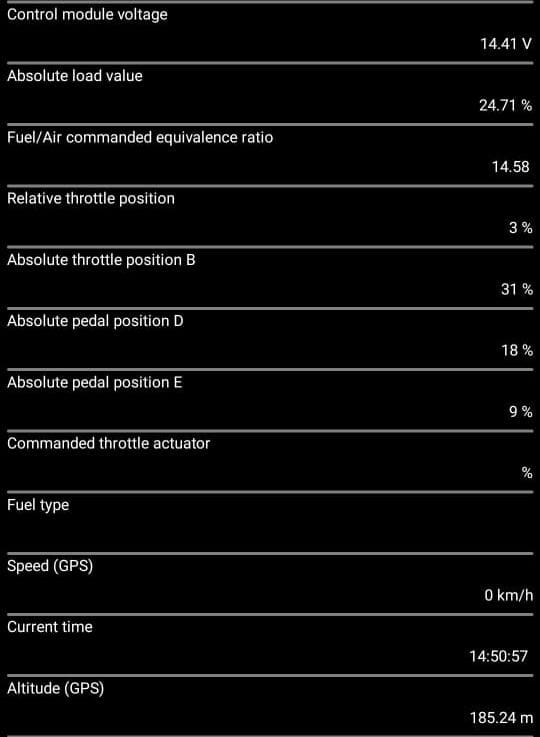 Control module voltage
14.41 V
Absolute load value
24.71 %
Fuel/Air commanded equivalence ratio
14.58
Relative throttle position
3 %
Absolute throttle position B
31 %
Absolute pedal position D
18 %
Absolute pedal position E
9 %
Commanded throttle actuator
%
Fuel type
Speed (GPS)
0 km/h
Current time
14:50:57
Altitude (GPS)
185.24 m